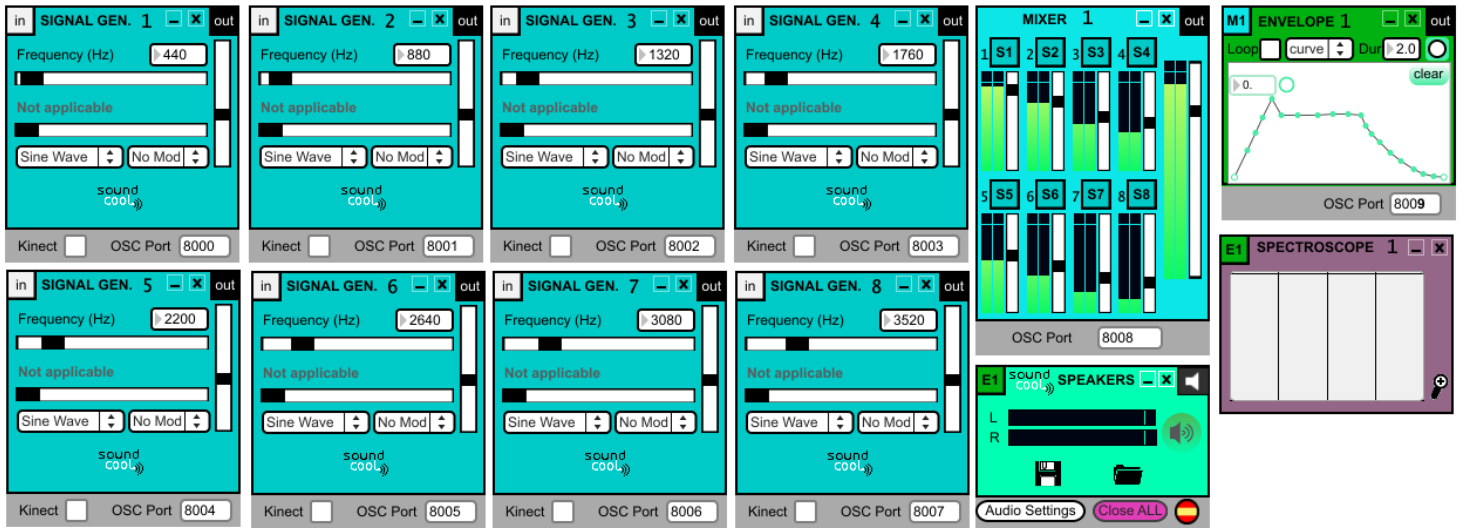 in SIGNAL GEN. 1 out
Frequency (Hz) 440
Not applicable
Sine Wave No Mod
sound
cool
Kinect OSC Port 8000
in SIGNAL GEN. 2 out
Frequency (Hz) 880
Not applicable
Sine Wave No Mod
sound
cool
Kinect OSC Port 8001
in SIGNAL GEN. 3 out
Frequency (Hz) 1320
Not applicable
Sine Wave No Mod
sound
cool
Kinect OSC Port 8002
in SIGNAL GEN. 4 out
Frequency (Hz) 1760
Not applicable
Sine Wave No Mod
sound
cool
Kinect OSC Port 8003
MIXER 1 out
1 S1 2 S2 3 S3 4 S4
5 S5 6 S6 7 S7 8 S8
OSC Port 8008
M1 ENVELOPE 1 out
Loop curve Dur 2.0
clear
0.
OSC Port 8009
E1 SPECTROSCOPE 1
in SIGNAL GEN. 5 out
Frequency (Hz) 2200
Not applicable
Sine Wave No Mod
sound
cool
Kinect OSC Port 8004
in SIGNAL GEN. 6 out
Frequency (Hz) 2640
Not applicable
Sine Wave No Mod
sound
cool
Kinect OSC Port 8005
in SIGNAL GEN. 7 out
Frequency (Hz) 3080
Not applicable
Sine Wave No Mod
sound
cool
Kinect OSC Port 8006
in SIGNAL GEN. 8 out
Frequency (Hz) 3520
Not applicable
Sine Wave No Mod
sound
cool
Kinect OSC Port 8007
E1 sound cool SPEAKERS
L
R
Audio Settings Close ALL